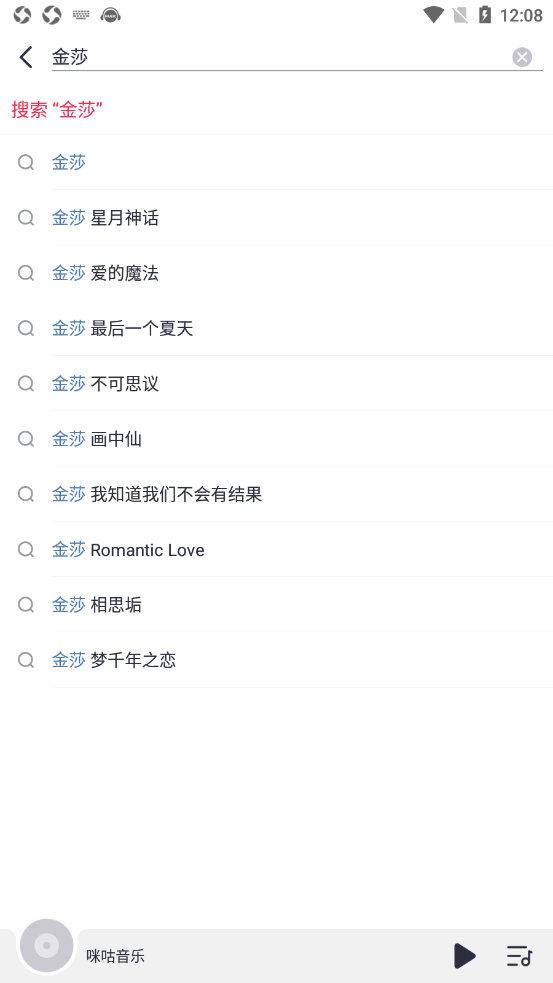 12:08
金莎
搜索 “金莎”
金莎
金莎 星月神话
金莎 爱的魔法
金莎 最后一个夏天
金莎 不可思议
金莎 画中仙
金莎 我知道我们不会有结果
金莎 Romantic Love
金莎 相思垢
金莎 梦千年之恋
咪咕音乐